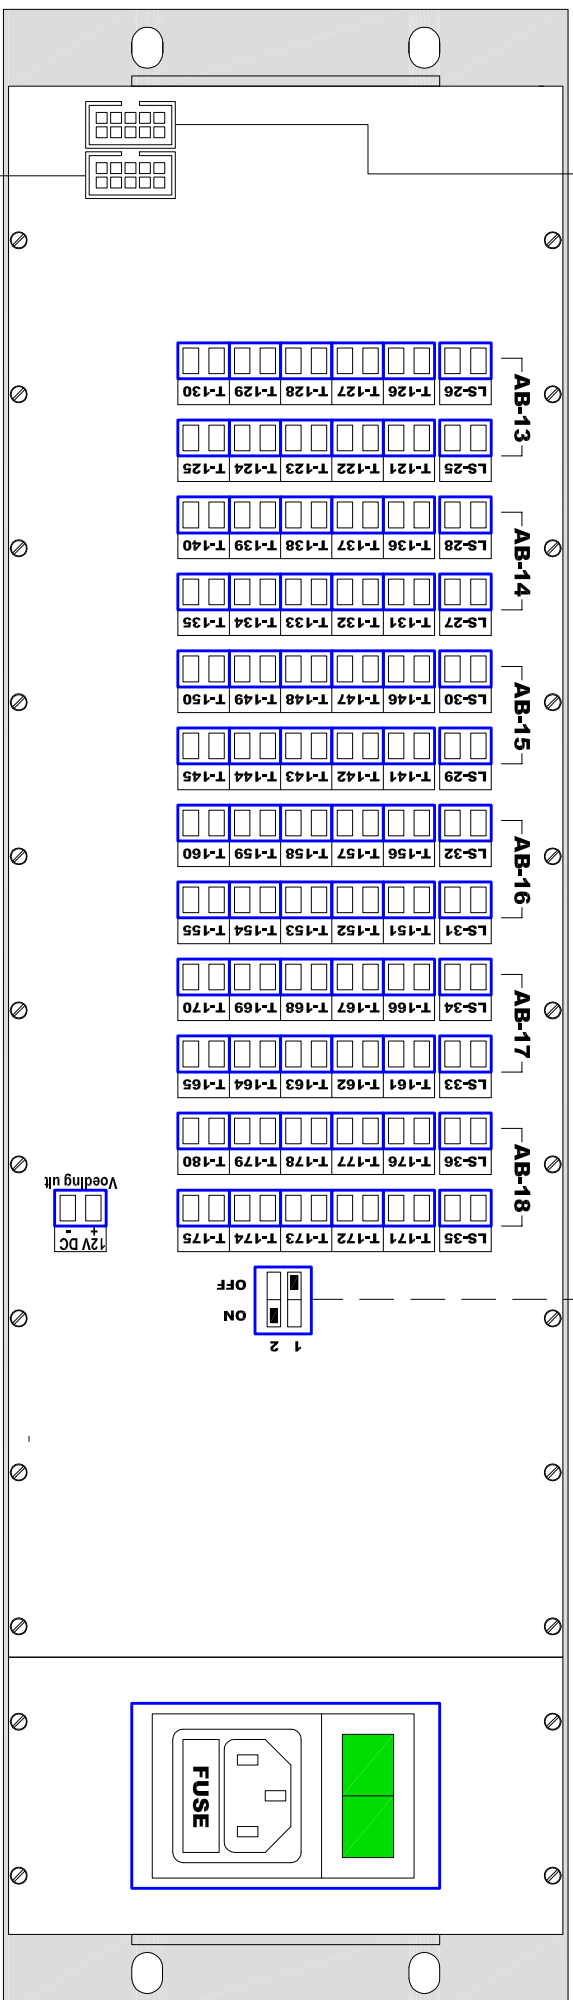 LS-26 T-126 T-127 T-128 T-129 T-130
AB-13
LS-25 T-121 T-122 T-123 T-124 T-125
LS-28 T-136 T-137 T-138 T-139 T-140
AB-14
LS-27 T-131 T-132 T-133 T-134 T-135
LS-30 T-146 T-147 T-148 T-149 T-150
AB-15
LS-29 T-141 T-142 T-143 T-144 T-145
LS-32 T-156 T-157 T-158 T-159 T-160
AB-16
LS-31 T-151 T-152 T-153 T-154 T-155
LS-34 T-166 T-167 T-168 T-169 T-170
AB-17
LS-33 T-161 T-162 T-163 T-164 T-165
LS-36 T-176 T-177 T-178 T-179 T-180
AB-18
LS-35 T-171 T-172 T-173 T-174 T-175
Voeding uit
+ -
12V DC
OFF
ON
1 2
FUSE